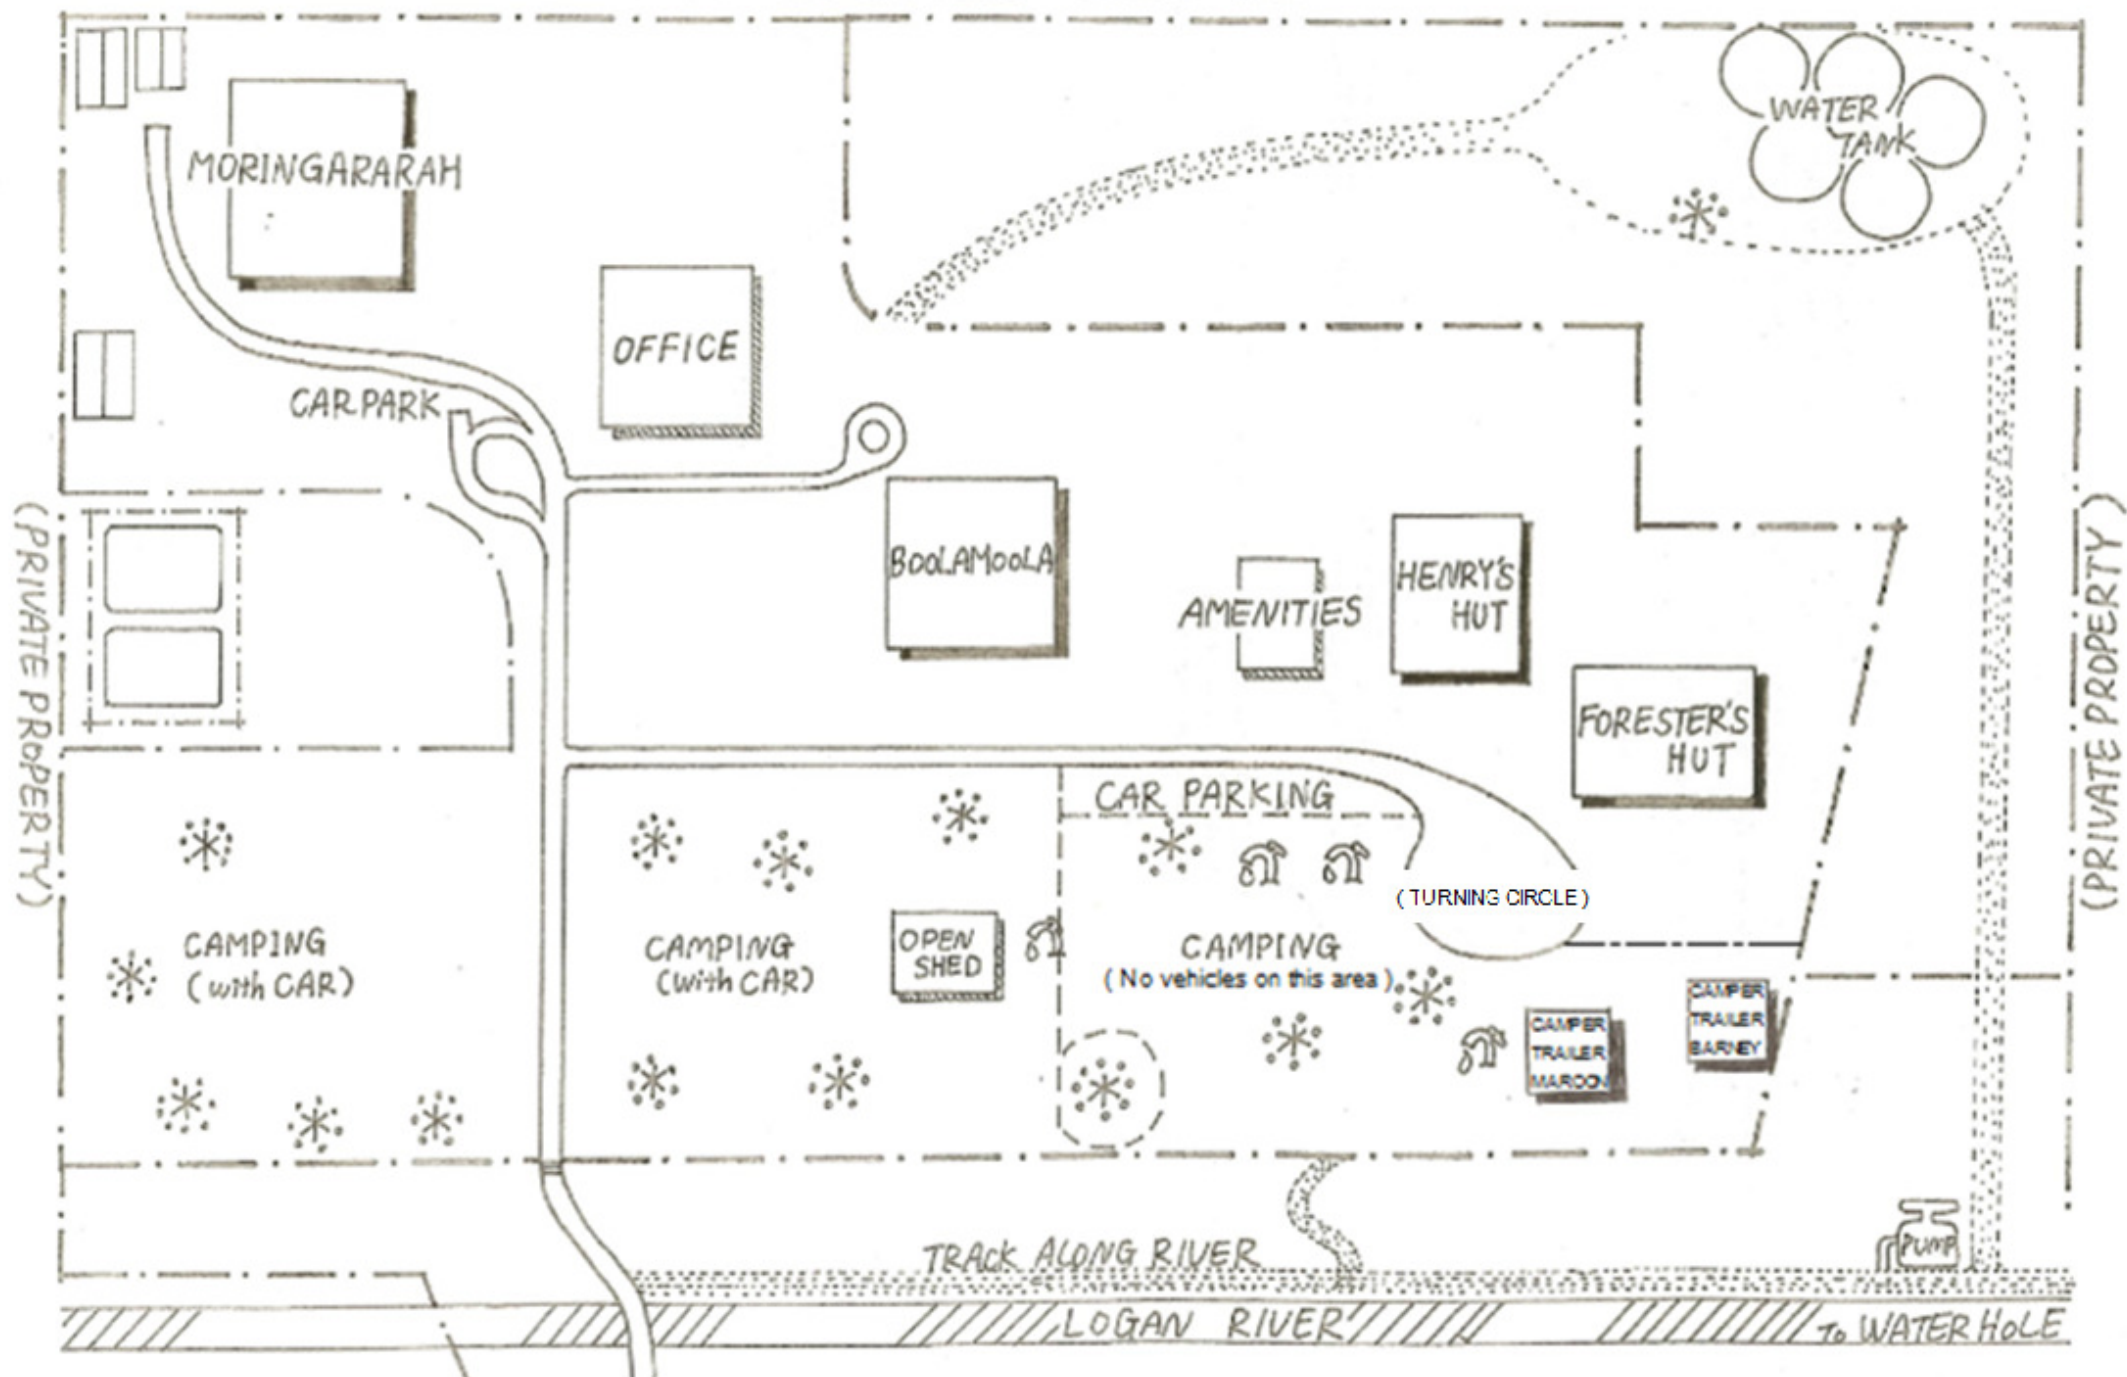 WATER
TANK
MORINGARARAH
OFFICE
CAR PARK
(PRIVATE PROPERTY)
(PRIVATE PROPERTY)
BOOLAMOOLA
HENRY'S
HUT
AMENITIES
FORESTER'S
HUT
CAR PARKING
(TURNING CIRCLE)
CAMPING
(with CAR)
CAMPING
(with CAR)
OPEN
SHED
CAMPING
(No vehicles on this area)
CAMPER
TRAILER
MAROON
CAMPER
TRAILER
BARNEY
TRACK ALONG RIVER
PUMP
LOGAN RIVER
To WATER HOLE